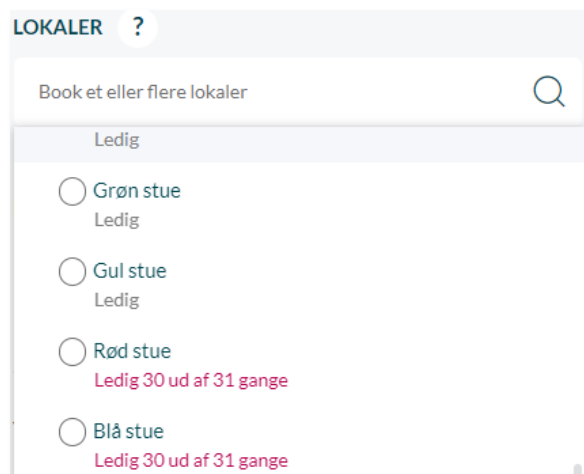 LOKALER ?
Book et eller flere lokaler
Ledig
Grøn stue
Ledig
Gul stue
Ledig
Rød stue
Ledig 30 ud af 31 gange
Blå stue
Ledig 30 ud af 31 gange